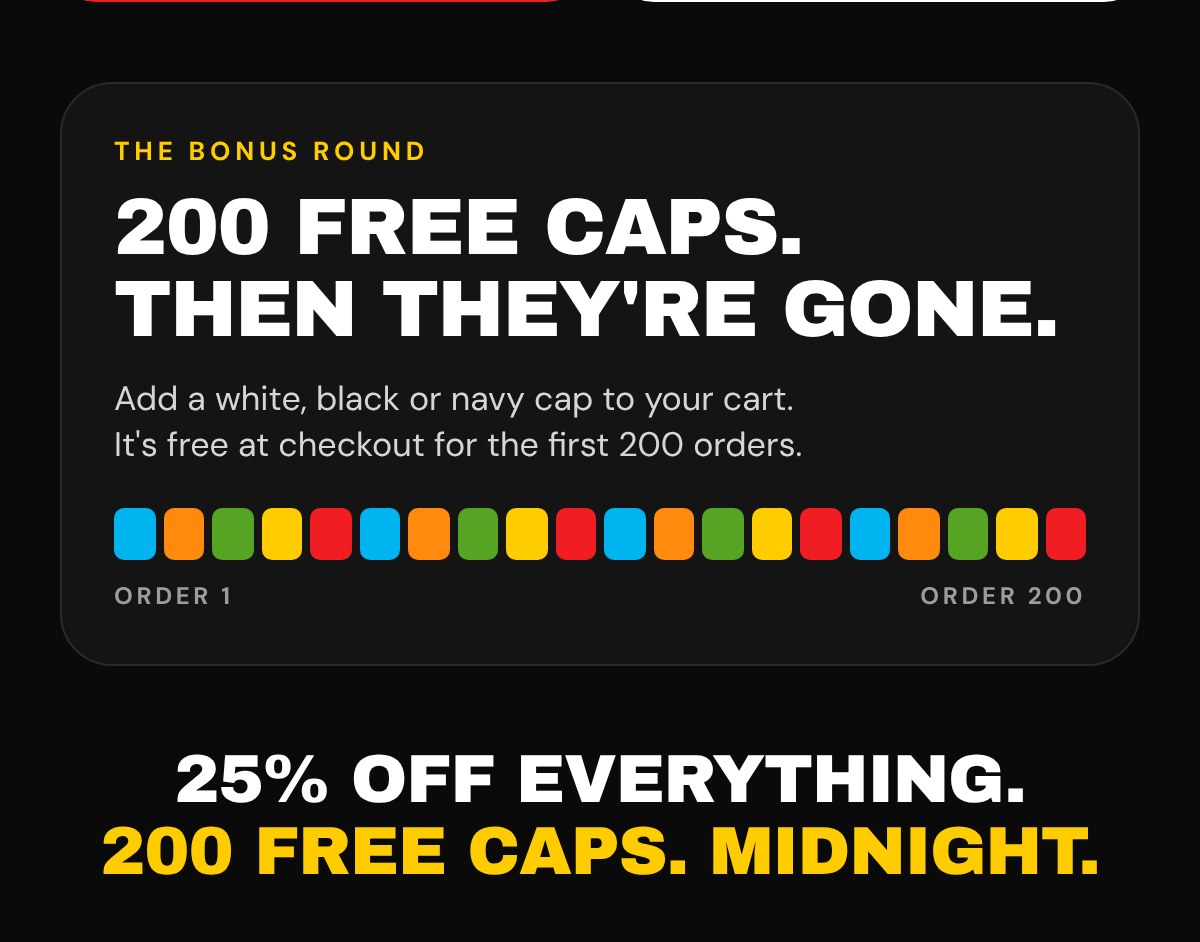 THE BONUS ROUND
200 FREE CAPS.
THEN THEY'RE GONE.
Add a white, black or navy cap to your cart.
It's free at checkout for the first 200 orders.
ORDER 1
ORDER 200
25% OFF EVERYTHING.
200 FREE CAPS. MIDNIGHT.